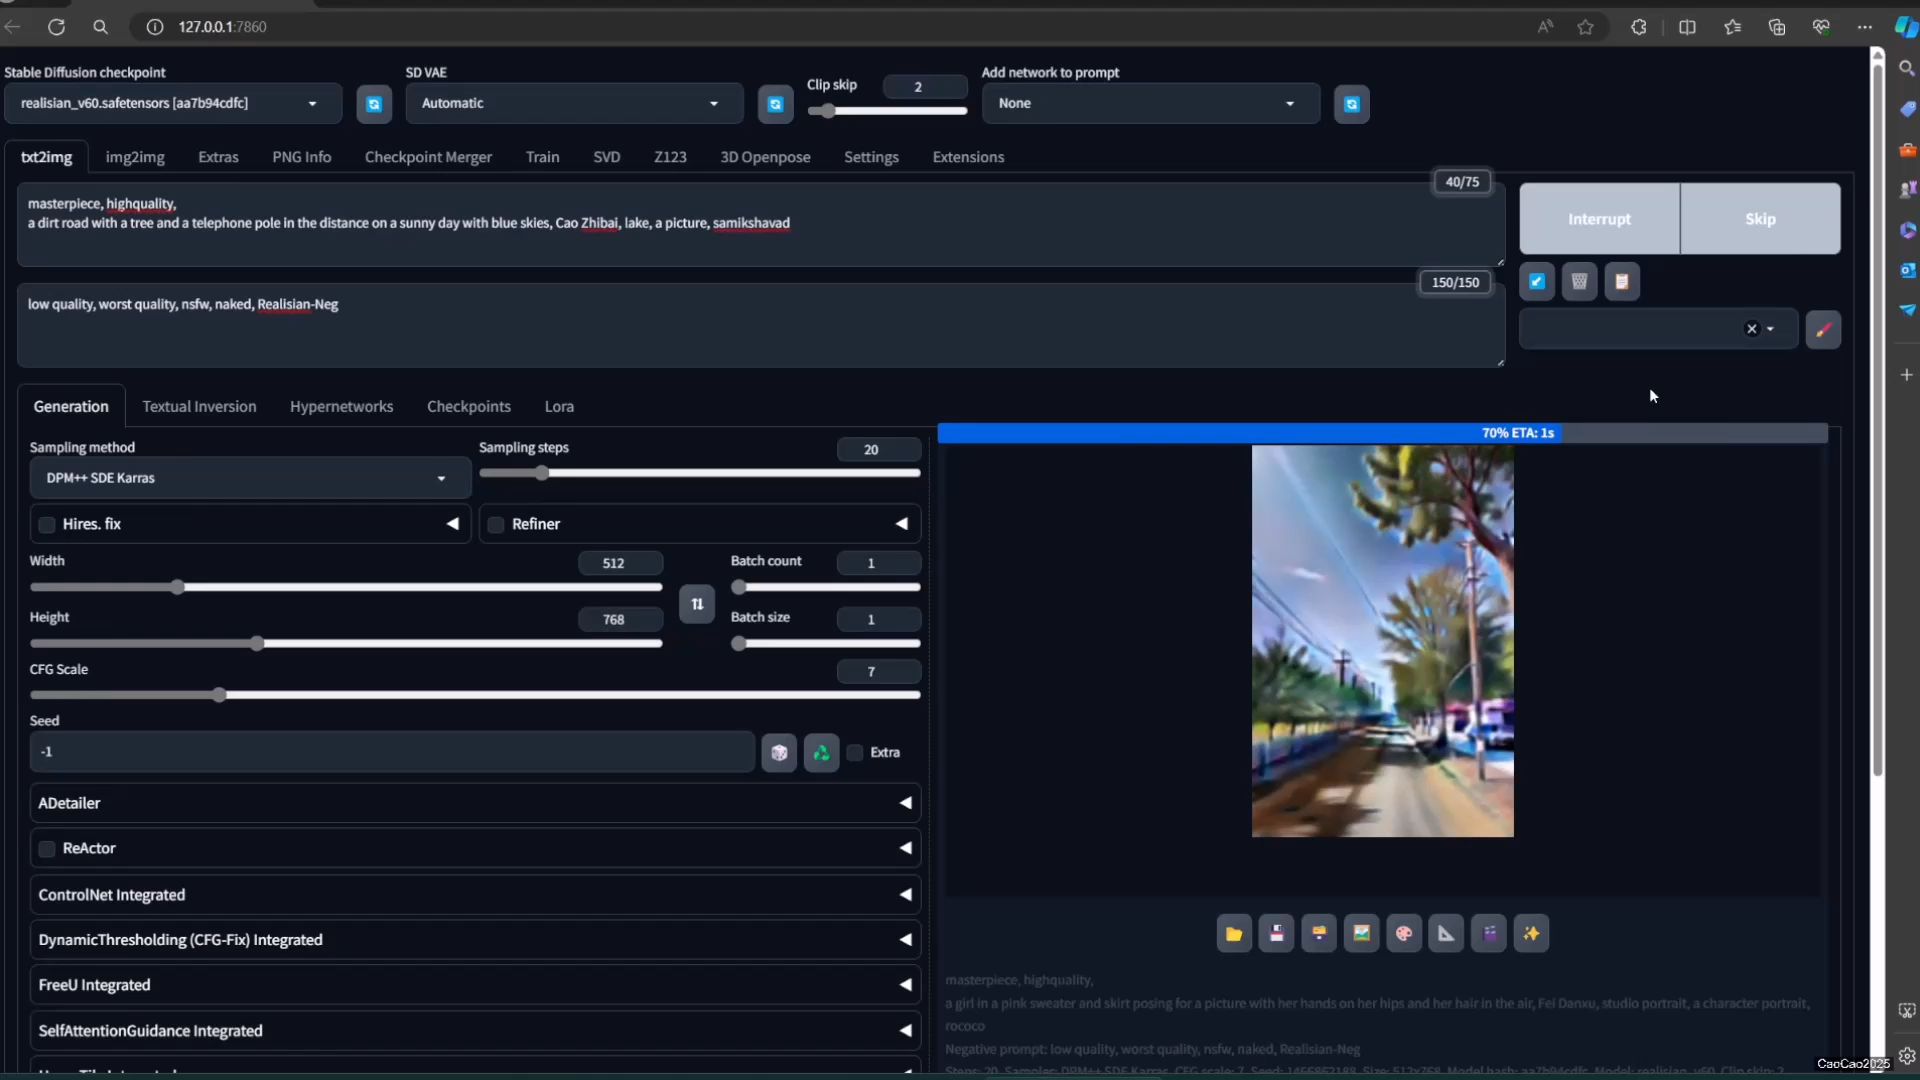 127.0.0.1:7860
Stable Diffusion checkpoint
SD VAE
Clip skip
2
Add network to prompt
realisian_v60.safetensors [aa7b94cdfc]
Automatic
None
txt2img
img2img
Extras
PNG Info
Checkpoint Merger
Train
SVD
Z123
3D Openpose
Settings
Extensions
40/75
masterpiece, highquality,
a dirt road with a tree and a telephone pole in the distance on a sunny day with blue skies, Cao Zhibai, lake, a picture, samikshavad
Interrupt
Skip
150/150
low quality, worst quality, nsfw, naked, Realisian-Neg
Generation
Textual Inversion
Hypernetworks
Checkpoints
Lora
70% ETA: 1s
Sampling method
DPM++ SDE Karras
Sampling steps
20
Hires. fix
Refiner
Width
512
Batch count
1
Height
768
Batch size
1
CFG Scale
7
Seed
-1
Extra
ADetailer
ReActor
ControlNet Integrated
DynamicThresholding (CFG-Fix) Integrated
FreeU Integrated
SelfAttentionGuidance Integrated
masterpiece, highquality,
a girl in a pink sweater and skirt posing for a picture with her hands on her hips and her hair in the air, Fei Danxu, studio portrait, a character portrait,
rococo
Negative prompt: low quality, worst quality, nsfw, naked, Realisian-Neg
CaoCao2025